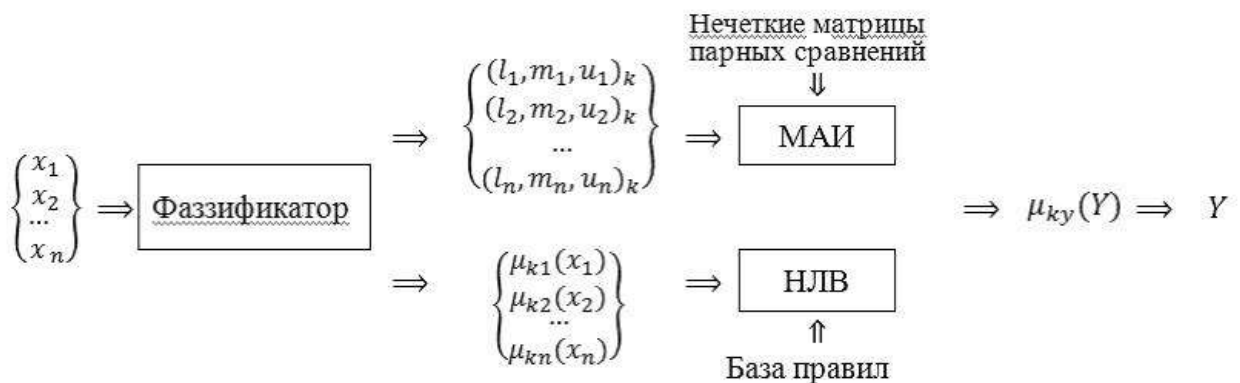 Нечеткие матрицы
парных сравнений
⇓
{(l₁, m₁, u₁)ₖ
(l₂, m₂, u₂)ₖ
...
(lₙ, mₙ, uₙ)ₖ}
⇒ ⇒ МАИ
{x₁
x₂
...
xₙ}
⇒ Фаззификатор
⇒ μₖᵧ(Y) ⇒ Y
{μₖ₁(x₁)
μₖ₂(x₂)
...
μₖₙ(xₙ)}
⇒ ⇒ НЛВ
⇑
База правил